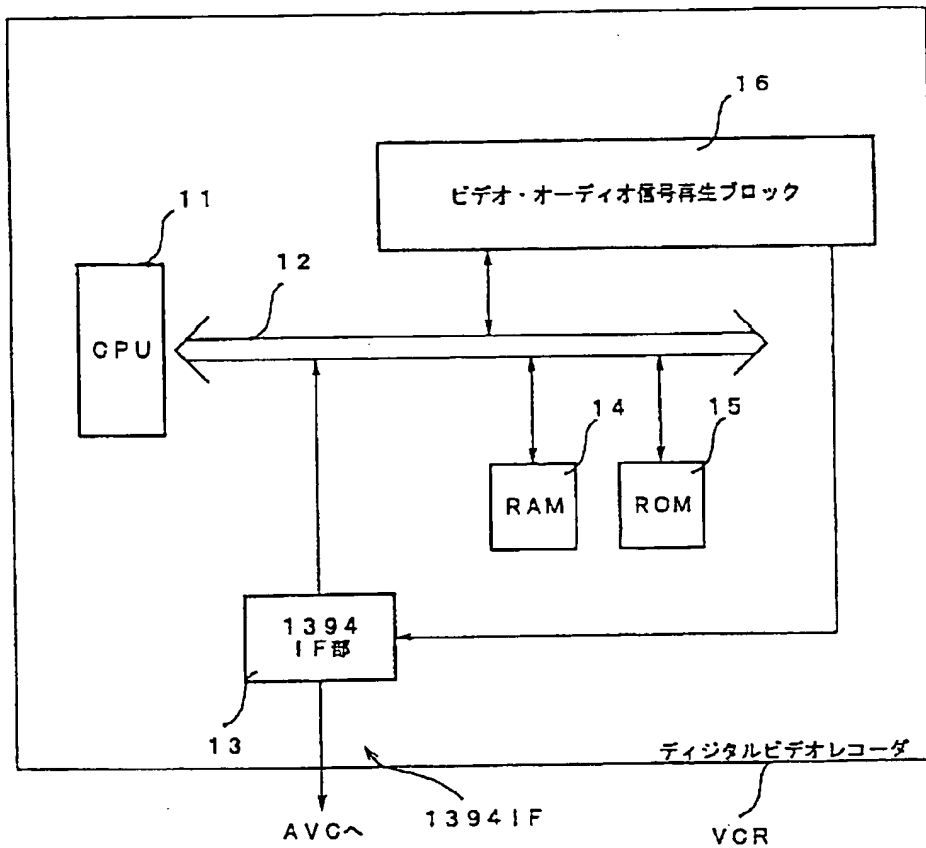 16
ビデオ・オーディオ信号再生ブロック
11
12
CPU
14
15
RAM
ROM
1394
IF部
13
ディジタルビデオレコーダ
AVCへ
1394IF
VCR